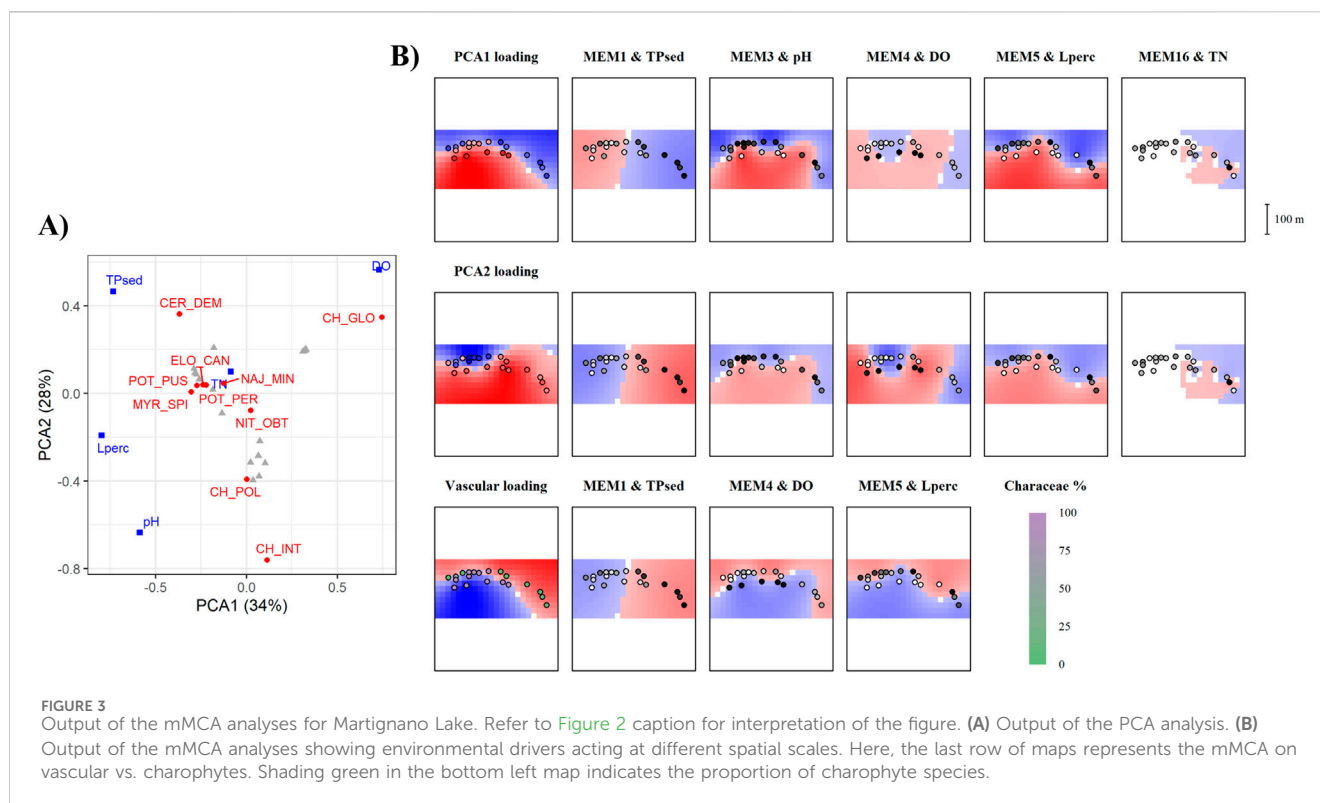 B)
PCA1 loading
MEM1 & TPsed
MEM3 & pH
MEM4 & DO
MEM5 & Lperc
MEM16 & TN
100 m
A)
DO
TPsed
CER_DEM
CH_GLO
ELO_CAN
POT_PUS
TN
NAJ_MIN
MYR_SPI
POT_PER
NIT_OBT
Lperc
CH_POL
pH
CH_INT
0.4
0.0
-0.4
-0.8
-0.5
0.0
0.5
PCA1 (34%)
PCA2 (28%)
PCA2 loading
Vascular loading
MEM1 & TPsed
MEM4 & DO
MEM5 & Lperc
Characeae %
100
75
50
25
0
FIGURE 3
Output of the mMCA analyses for Martignano Lake. Refer to Figure 2 caption for interpretation of the figure. (A) Output of the PCA analysis. (B)
Output of the mMCA analyses showing environmental drivers acting at different spatial scales. Here, the last row of maps represents the mMCA on
vascular vs. charophytes. Shading green in the bottom left map indicates the proportion of charophyte species.